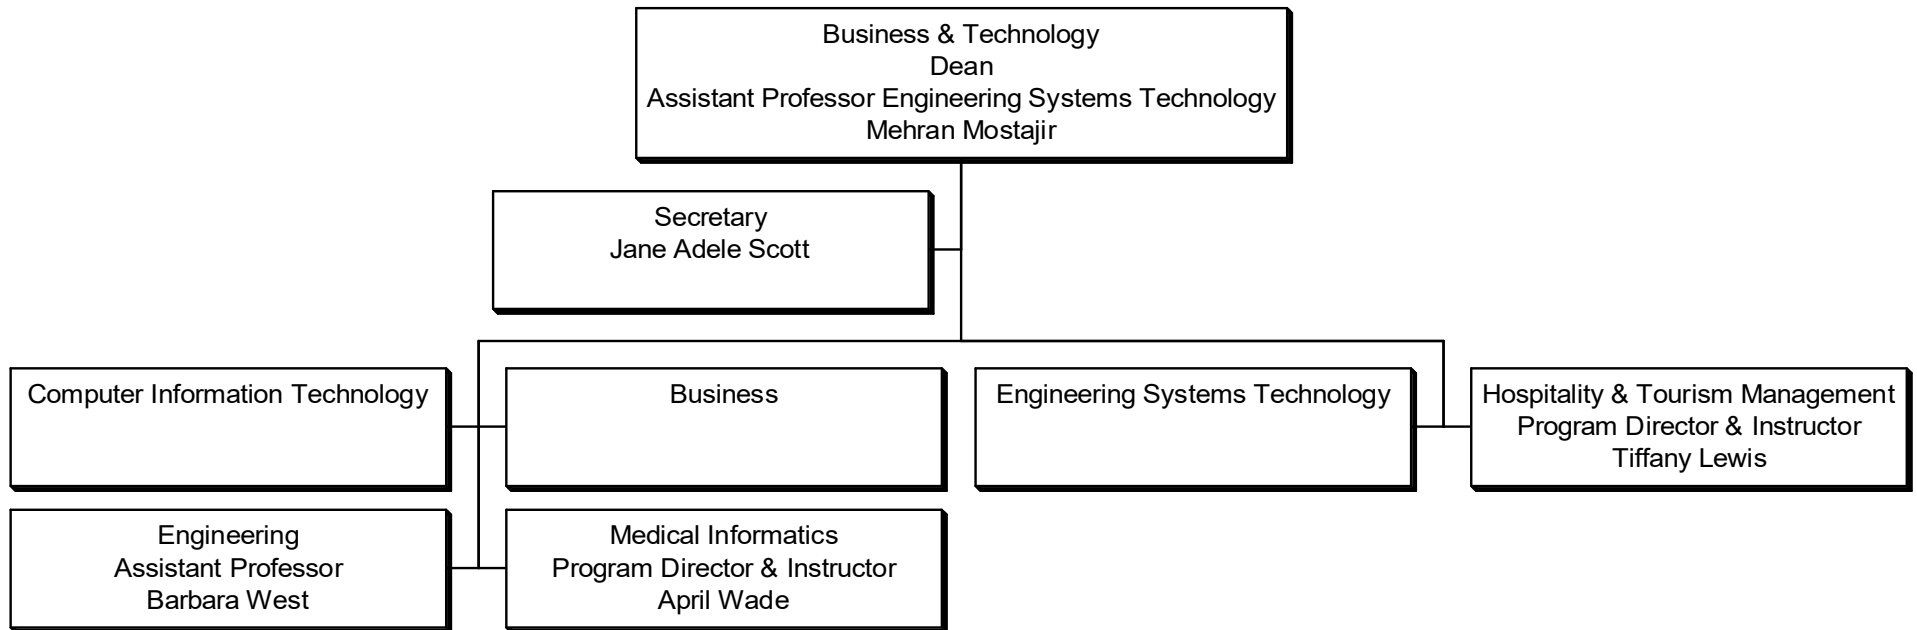 Business & Technology
Dean
Assistant Professor Engineering Systems Technology
Mehran Mostajir
Secretary
Jane Adele Scott
Computer Information Technology
Business
Engineering Systems Technology
Hospitality & Tourism Management
Program Director & Instructor
Tiffany Lewis
Engineering
Assistant Professor
Barbara West
Medical Informatics
Program Director & Instructor
April Wade